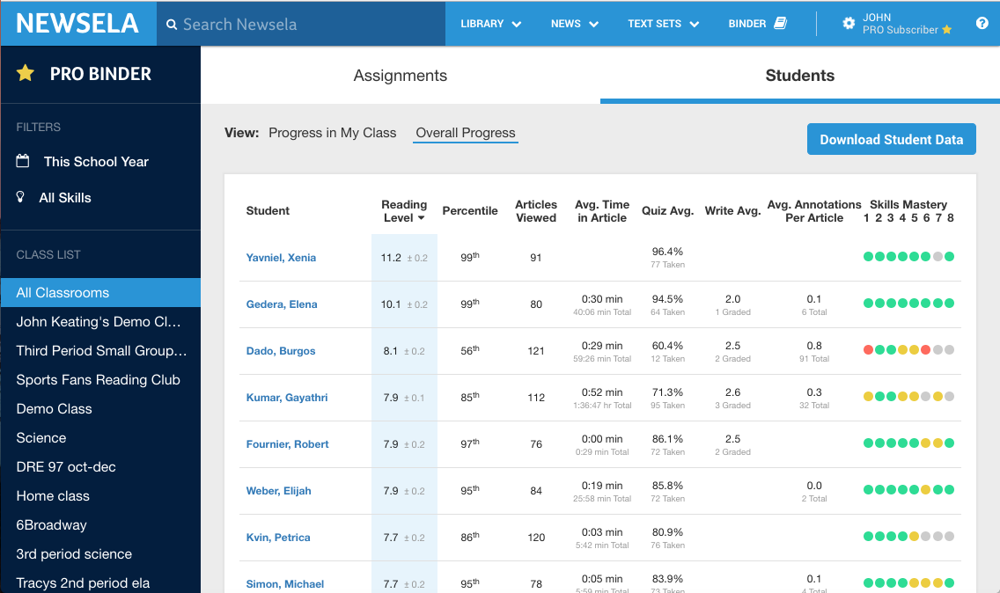 NEWSELA
Search Newsela
LIBRARY
NEWS
TEXT SETS
BINDER
JOHN
PRO Subscriber
?
PRO BINDER
FILTERS
This School Year
All Skills
CLASS LIST
All Classrooms
John Keating's Demo Cl...
Third Period Small Group...
Sports Fans Reading Club
Demo Class
Science
DRE 97 oct-dec
Home class
6Broadway
3rd period science
Tracys 2nd period ela
Assignments
Students
View: Progress in My Class Overall Progress
Download Student Data
Student
Reading
Level
Percentile
Articles
Viewed
Avg. Time
in Article
Quiz Avg.
Write Avg.
Avg. Annotations
Per Article
Skills Mastery
1 2 3 4 5 6 7 8
Yavniel, Xenia 11.2 ± 0.2 99th 91 96.4%
77 Taken
Gedera, Elena 10.1 ± 0.2 99th 80 0:30 min 94.5% 2.0 0.1
40:06 min Total 64 Taken 1 Graded 6 Total
Dado, Burgos 8.1 ± 0.2 56th 121 0:29 min 60.4% 2.5 0.8
59:26 min Total 12 Taken 2 Graded 91 Total
Kumar, Gayathri 7.9 ± 0.1 85th 112 0:52 min 71.3% 2.6 0.3
1:36:47 hr Total 95 Taken 3 Graded 32 Total
Fournier, Robert 7.9 ± 0.2 97th 76 0:00 min 86.1% 2.5
0:29 min Total 72 Taken 2 Graded
Weber, Elijah 7.9 ± 0.2 95th 84 0:19 min 85.8% 0.0
25:58 min Total 72 Taken 2 Total
Kvin, Petrica 7.7 ± 0.2 86th 120 0:03 min 80.9%
5:42 min Total 76 Taken
Simon, Michael 7.7 ± 0.2 95th 78 0:05 min 83.9% 0.1
5:59 min Total 73 Taken 4 Total